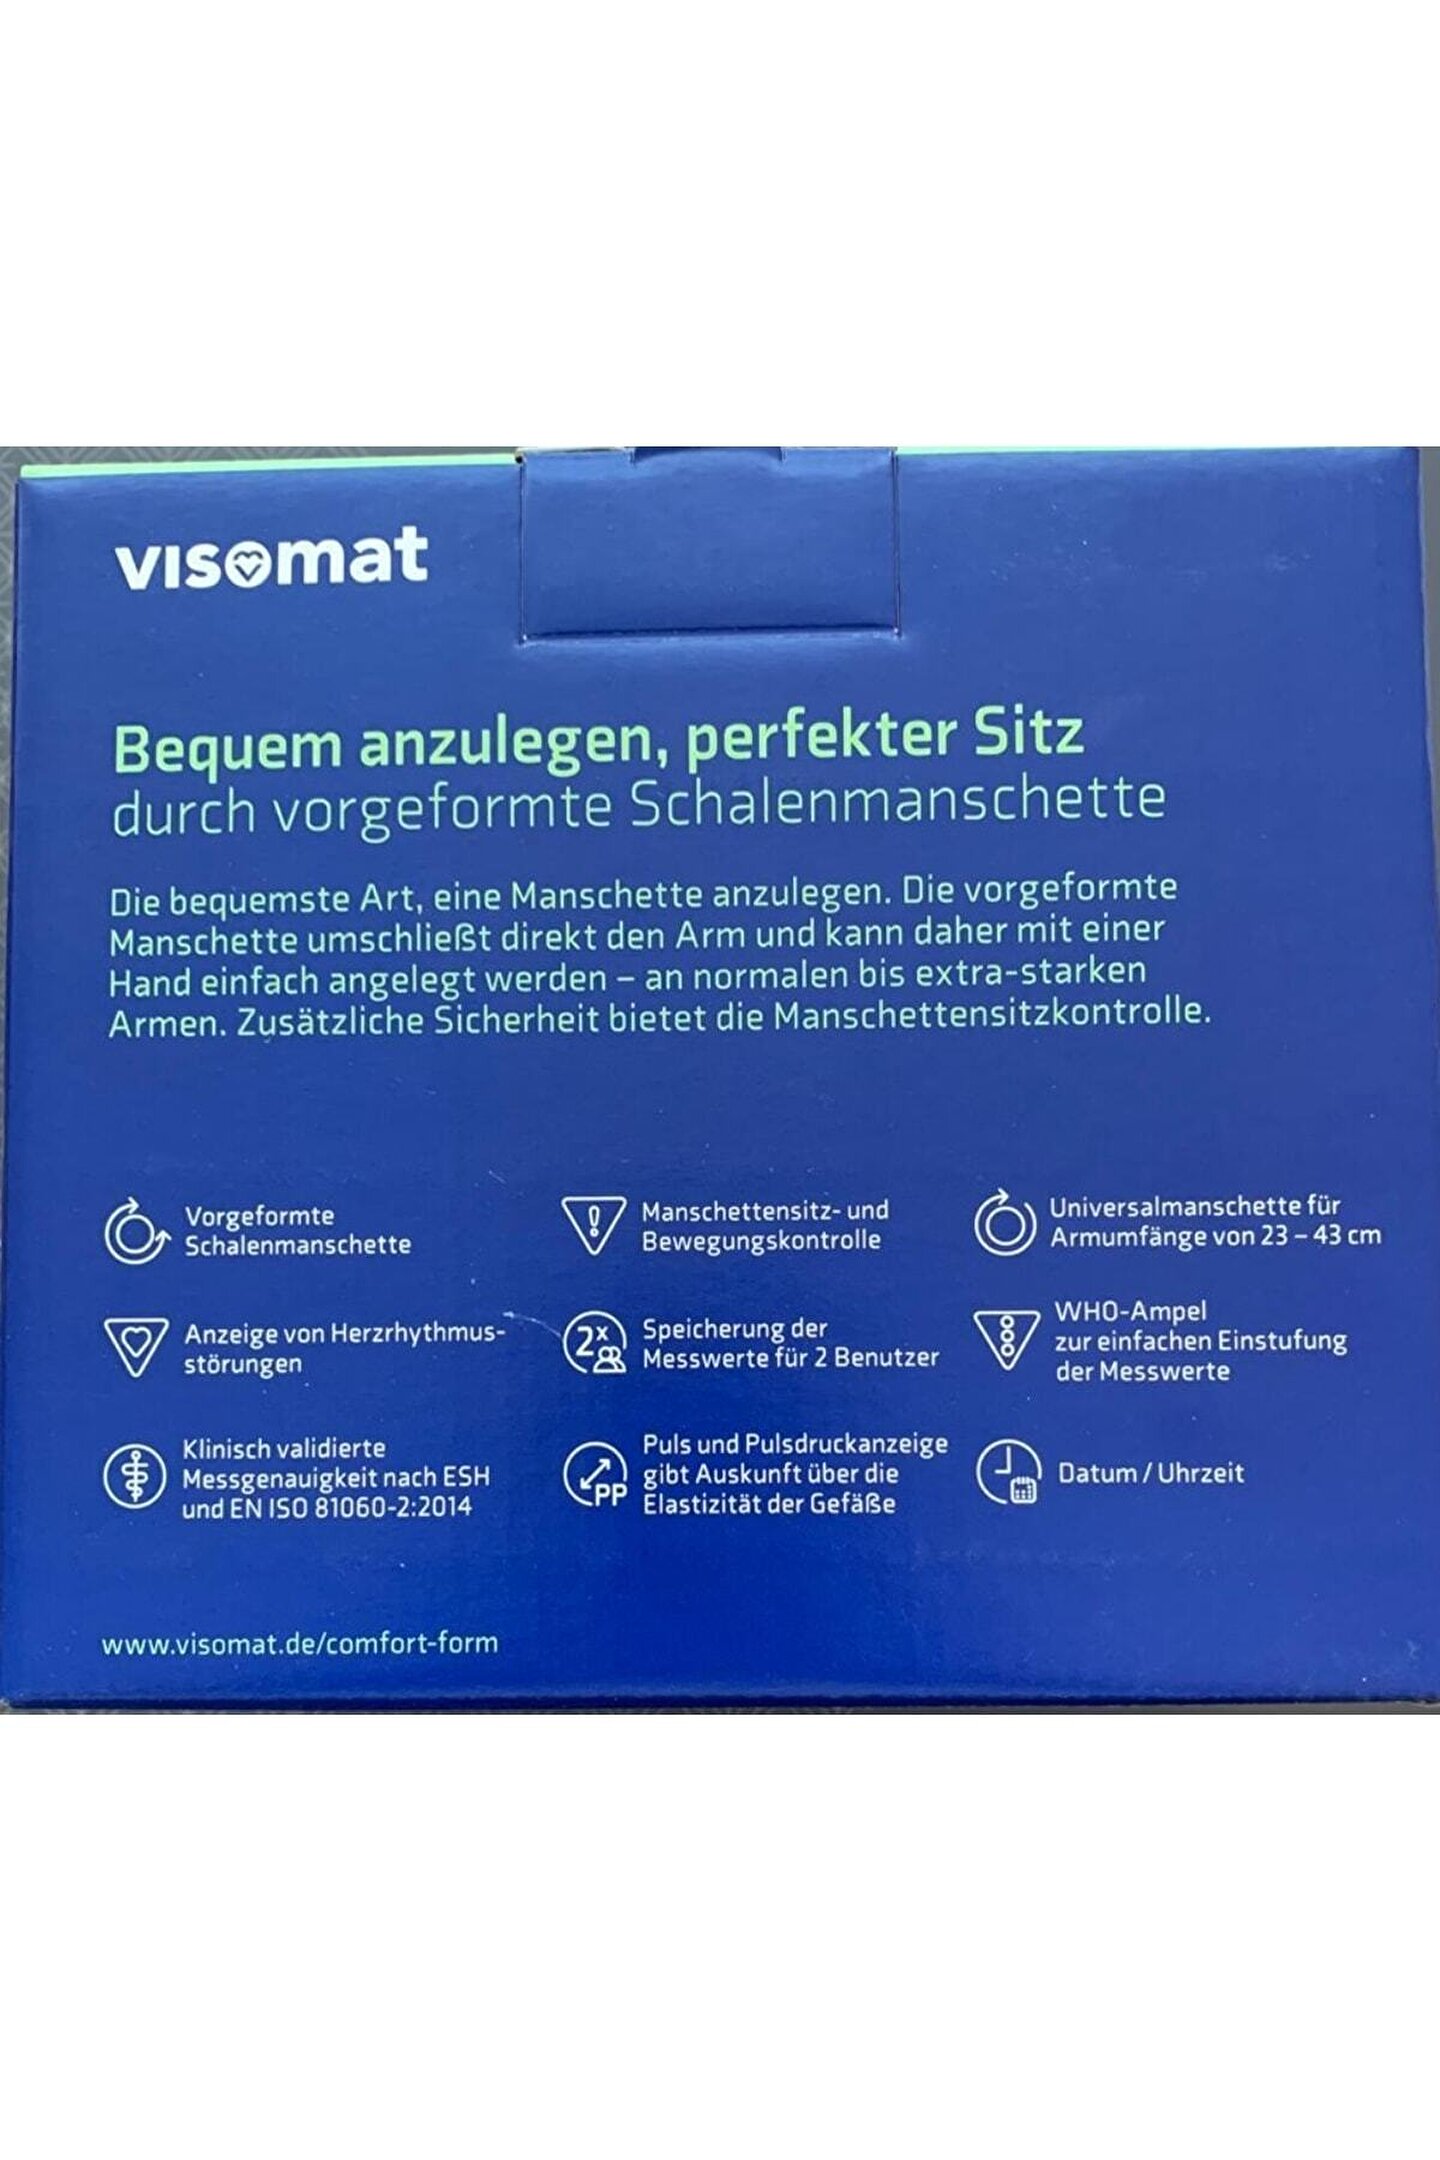 visomat
Bequem anzulegen, perfekter Sitz
durch vorgeformte Schalenmanschette
Die bequemste Art, eine Manschette anzulegen. Die vorgeformte
Manschette umschließt direkt den Arm und kann daher mit einer
Hand einfach angelegt werden – an normalen bis extra-starken
Armen. Zusätzliche Sicherheit bietet die Manschettensitzkontrolle.
Vorgeformte
Schalenmanschette
Manschettensitz- und
Bewegungskontrolle
Universalmanschette für
Armumfänge von 23 – 43 cm
Anzeige von Herzrhythmus-
störungen
2x
Speicherung der
Messwerte für 2 Benutzer
WHO-Ampel
zur einfachen Einstufung
der Messwerte
Klinisch validierte
Messgenauigkeit nach ESH
und EN ISO 81060-2:2014
PP
Puls und Pulsdruckanzeige
gibt Auskunft über die
Elastizität der Gefäße
Datum / Uhrzeit
www.visomat.de/comfort-form